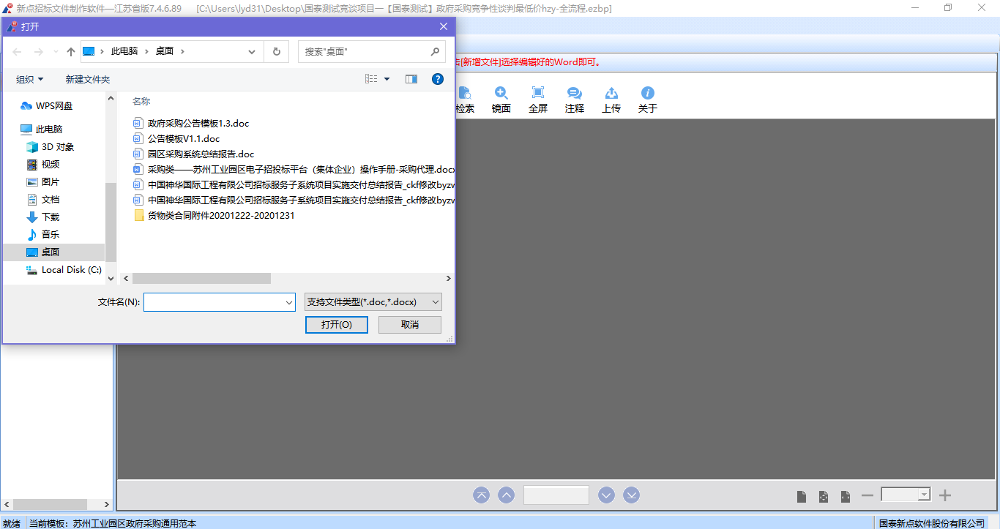 新点招标文件制作软件—江苏省版7.4.6.89 [C:\Users\lyd31\Desktop\国泰测试竞谈项目一【国泰测试】政府采购竞争性谈判最低价hzy-全流程.ezbp]
打开
此电脑 › 桌面 ›
搜索"桌面"
击[新增文件]选择编辑好的Word即可。
组织 新建文件夹
检索 镜面 全屏 注释 上传 关于
WPS网盘
此电脑
3D 对象
视频
图片
文档
下载
音乐
桌面
Local Disk (C:)
名称
政府采购公告模板1.3.doc
公告模板V1.1.doc
园区采购系统总结报告.doc
采购类——苏州工业园区电子招投标平台（集体企业）操作手册-采购代理.docx
中国神华国际工程有限公司招标服务子系统项目实施交付总结报告_ckf修改byzw
中国神华国际工程有限公司招标服务子系统项目实施交付总结报告_ckf修改byzw
货物类合同附件20201222-20201231
文件名(N):
支持文件类型(*.doc,*.docx)
打开(O) 取消
就绪 当前模板：苏州工业园区政府采购通用范本 国泰新点软件股份有限公司